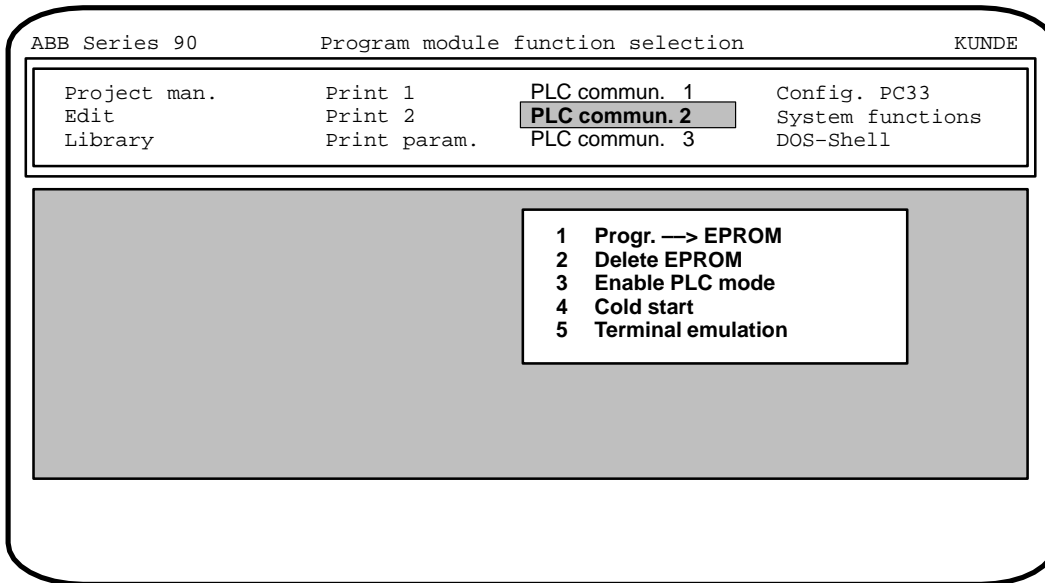 ABB Series 90 Program module function selection KUNDE
Project man. Print 1 PLC commun. 1 Config. PC33
Edit Print 2 PLC commun. 2 System functions
Library Print param. PLC commun. 3 DOS-Shell
1 Progr. --> EPROM
2 Delete EPROM
3 Enable PLC mode
4 Cold start
5 Terminal emulation